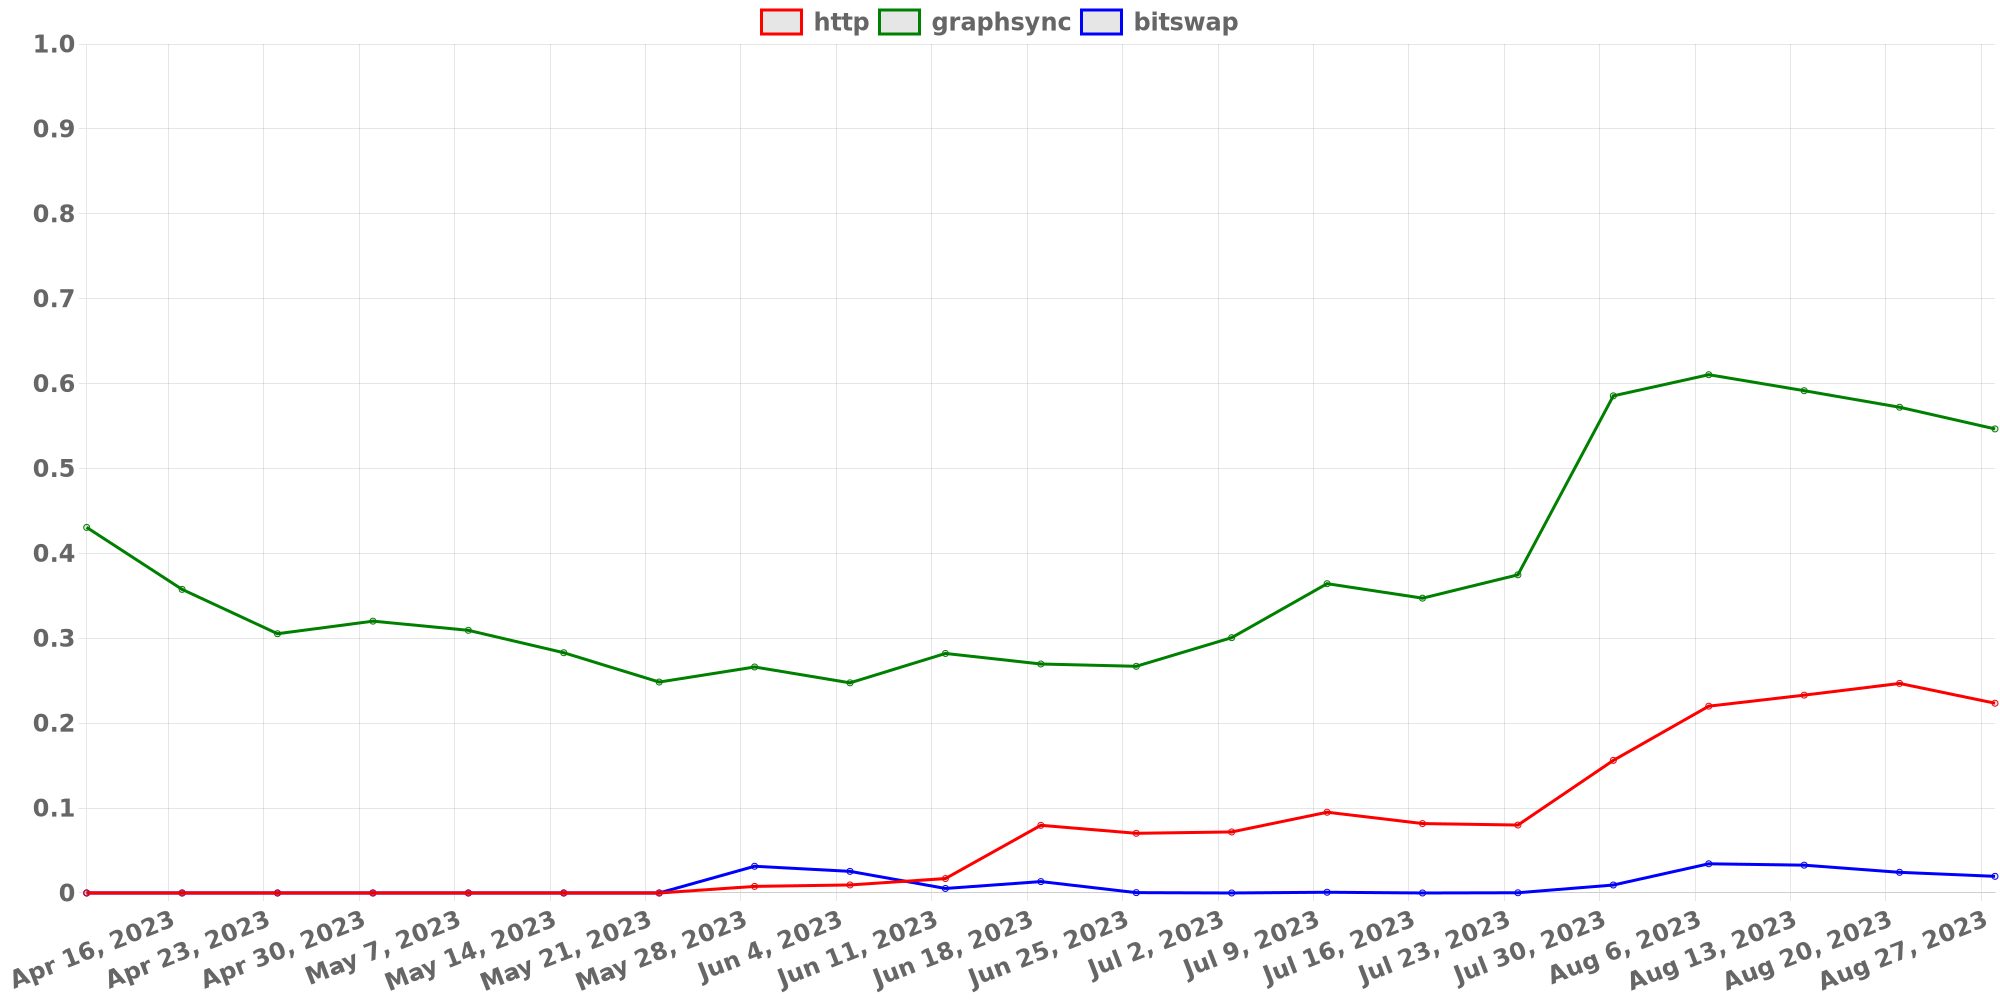 http graphsync bitswap
1.0
0.9
0.8
0.7
0.6
0.5
0.4
0.3
0.2
0.1
0
Apr 16, 2023
Apr 23, 2023
Apr 30, 2023
May 7, 2023
May 14, 2023
May 21, 2023
May 28, 2023
Jun 4, 2023
Jun 11, 2023
Jun 18, 2023
Jun 25, 2023
Jul 2, 2023
Jul 9, 2023
Jul 16, 2023
Jul 23, 2023
Jul 30, 2023
Aug 6, 2023
Aug 13, 2023
Aug 20, 2023
Aug 27, 2023